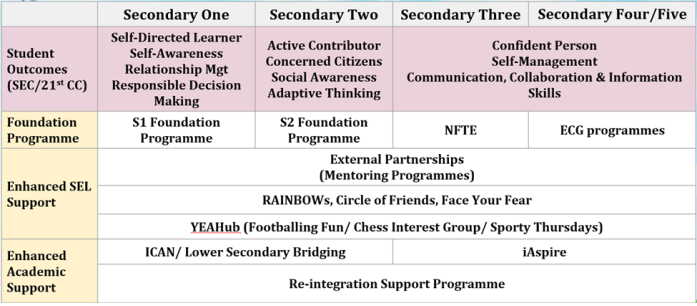 Secondary One
Secondary Two
Secondary Three
Secondary Four/Five
Student
Outcomes
(SEC/21st CC)
Self-Directed Learner
Self-Awareness
Relationship Mgt
Responsible Decision
Making
Active Contributor
Concerned Citizens
Social Awareness
Adaptive Thinking
Confident Person
Self-Management
Communication, Collaboration & Information
Skills
Foundation
Programme
S1 Foundation
Programme
S2 Foundation
Programme
NFTE
ECG programmes
Enhanced SEL
Support
External Partnerships
(Mentoring Programmes)
RAINBOWs, Circle of Friends, Face Your Fear
YEAHub (Footballing Fun/ Chess Interest Group/ Sporty Thursdays)
Enhanced
Academic
Support
ICAN/ Lower Secondary Bridging
iAspire
Re-integration Support Programme